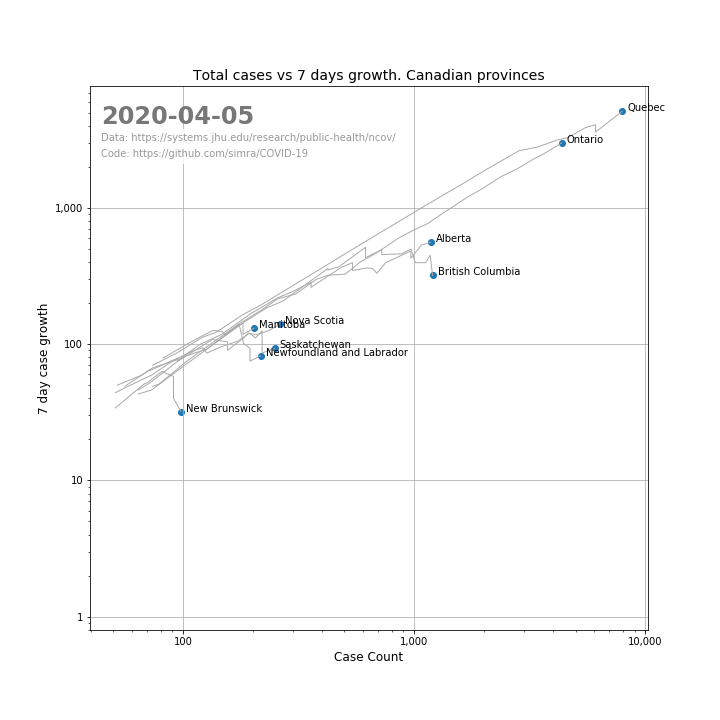 Total cases vs 7 days growth. Canadian provinces
2020-04-05
Data: https://systems.jhu.edu/research/public-health/ncov/
Code: https://github.com/simra/COVID-19
Quebec
Ontario
1,000
Alberta
British Columbia
Nova Scotia
Manitoba
100
Saskatchewan
Newfoundland and Labrador
New Brunswick
10
1
7 day case growth
100
1,000
10,000
Case Count